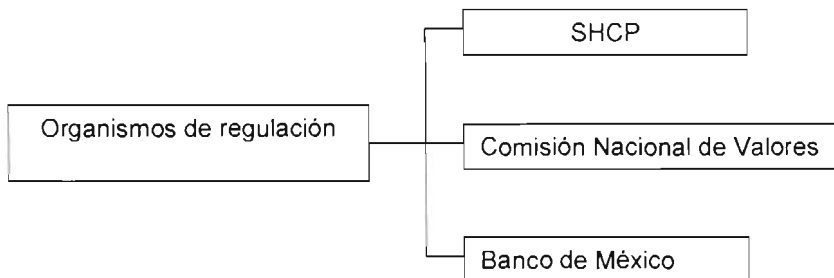 SHCP
Organismos de regulación
Comisión Nacional de Valores
Banco de México